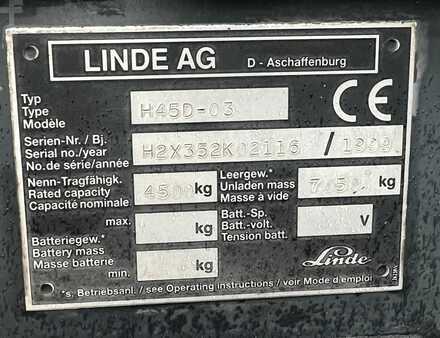 LINDE AG D - Aschaffenburg
Typ
Type H45D-03
Modèle
CE
Serien-Nr. / Bj.
Serial no./year H2X352K02116 /
No. de série/année
Nenn-Tragfähigk.
Rated capacity 4500 kg
Capacité nominale
Leergew.*
Unladen mass kg
Masse à vide
max. kg
Batteriegew.*
Battery mass
Masse batterie
min. kg
Batt.-Sp.
Batt.-volt. V
Tension batt.
Linde
*s. Betriebsanl. / see Operating instructions / voir Mode d'emploi